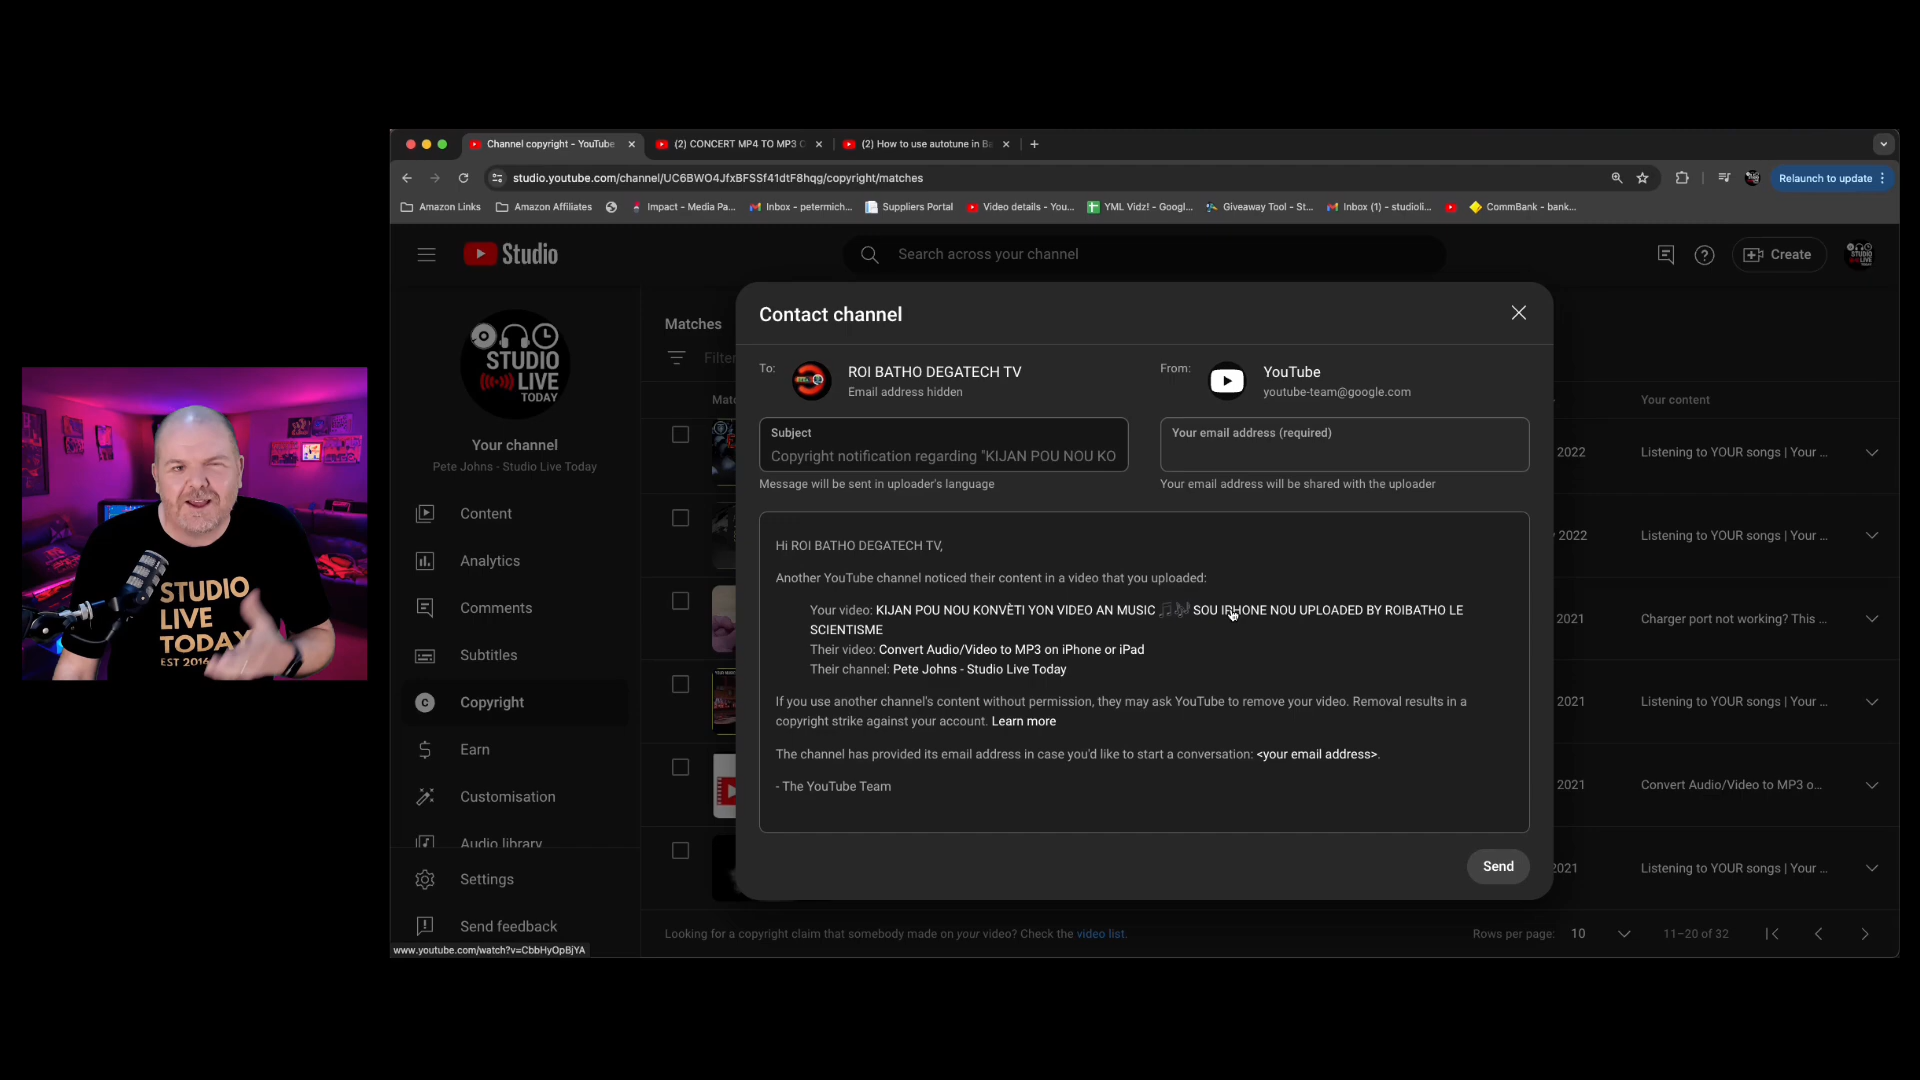 Channel copyright - YouTube
(2) CONCERT MP4 TO MP3 O
(2) How to use autotune in Ba
studio.youtube.com/channel/UC6BWO4JfxBFSSf41dtF8hqg/copyright/matches
Relaunch to update
Amazon Links
Amazon Affiliates
Impact - Media Pa...
Inbox - petermich...
Suppliers Portal
Video details - You...
YML Vidz! - Googl...
Giveaway Tool - St...
Inbox (1) - studioli...
CommBank - bank...
Studio
Search across your channel
Create
STUDIO
LIVE
TODAY
Your channel
Pete Johns - Studio Live Today
Content
Analytics
Comments
Subtitles
Copyright
Earn
Customisation
Audio library
Settings
Send feedback
www.youtube.com/watch?v=CbbHyOpBjYA
Matches
Filter
Contact channel
To:
ROI BATHO DEGATECH TV
Email address hidden
From:
YouTube
youtube-team@google.com
Subject
Copyright notification regarding "KIJAN POU NOU KO
Message will be sent in uploader's language
Your email address (required)
Your email address will be shared with the uploader
Hi ROI BATHO DEGATECH TV,
Another YouTube channel noticed their content in a video that you uploaded:
Your video: KIJAN POU NOU KONVÈTI YON VIDEO AN MUSIC 🎵🎶 SOU IPHONE NOU UPLOADED BY ROIBATHO LE
SCIENTISME
Their video: Convert Audio/Video to MP3 on iPhone or iPad
Their channel: Pete Johns - Studio Live Today
If you use another channel's content without permission, they may ask YouTube to remove your video. Removal results in a
copyright strike against your account. Learn more
The channel has provided its email address in case you'd like to start a conversation: <your email address>.
- The YouTube Team
Send
Your content
2022 Listening to YOUR songs | Your ...
2022 Listening to YOUR songs | Your ...
2021 Charger port not working? This ...
2021 Listening to YOUR songs | Your ...
2021 Convert Audio/Video to MP3 o...
2021 Listening to YOUR songs | Your ...
Looking for a copyright claim that somebody made on your video? Check the video list.
Rows per page: 10
11–20 of 32
STUDIO
LIVE
TODAY
EST 2016